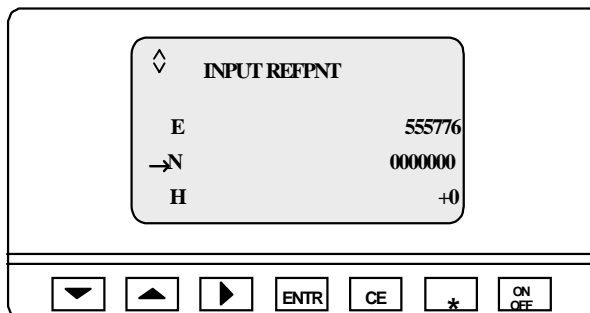 INPUT REFPNT
E 555776
→N 0000000
H +0
ENTR CE * ON
OFF